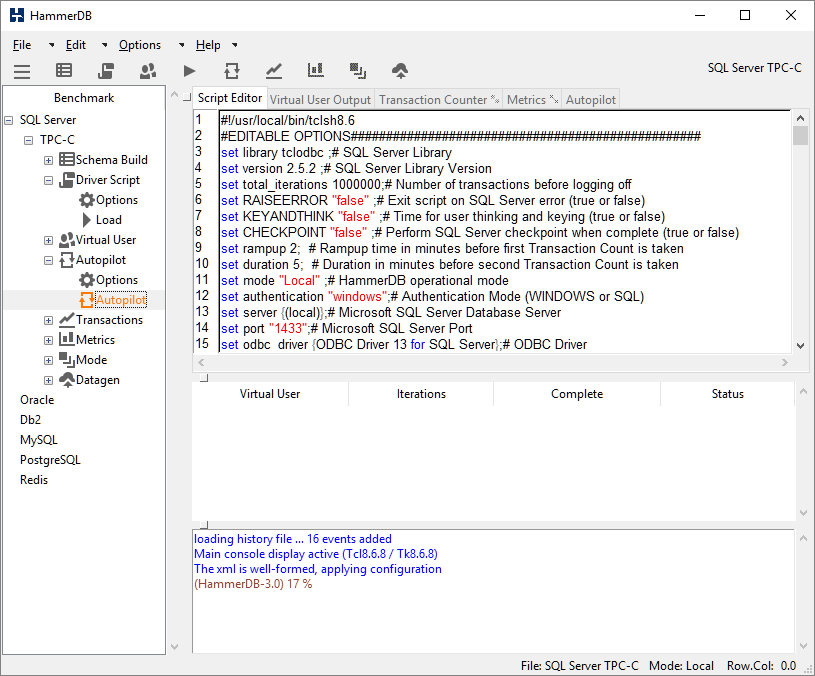 HammerDB
File Edit Options Help
SQL Server TPC-C
Benchmark
SQL Server
TPC-C
Schema Build
Driver Script
Options
Load
Virtual User
Autopilot
Options
Autopilot
Transactions
Metrics
Mode
Datagen
Oracle
Db2
MySQL
PostgreSQL
Redis
Script Editor Virtual User Output Transaction Counter Metrics Autopilot
1 #!/usr/local/bin/tclsh8.6
2 #EDITABLE OPTIONS##################################################
3 set library tclodbc ;# SQL Server Library
4 set version 2.5.2 ;# SQL Server Library Version
5 set total_iterations 1000000;# Number of transactions before logging off
6 set RAISEERROR "false" ;# Exit script on SQL Server error (true or false)
7 set KEYANDTHINK "false" ;# Time for user thinking and keying (true or false)
8 set CHECKPOINT "false" ;# Perform SQL Server checkpoint when complete (true or false)
9 set rampup 2;  # Rampup time in minutes before first Transaction Count is taken
10 set duration 5;  # Duration in minutes before second Transaction Count is taken
11 set mode "Local" ;# HammerDB operational mode
12 set authentication "windows";# Authentication Mode (WINDOWS or SQL)
13 set server {(local)};# Microsoft SQL Server Database Server
14 set port "1433";# Microsoft SQL Server Port
15 set odbc_driver {ODBC Driver 13 for SQL Server};# ODBC Driver
Virtual User Iterations Complete Status
loading history file ... 16 events added
Main console display active (Tcl8.6.8 / Tk8.6.8)
The xml is well-formed, applying configuration
(HammerDB-3.0) 17 %
File: SQL Server TPC-C Mode: Local Row.Col: 0.0